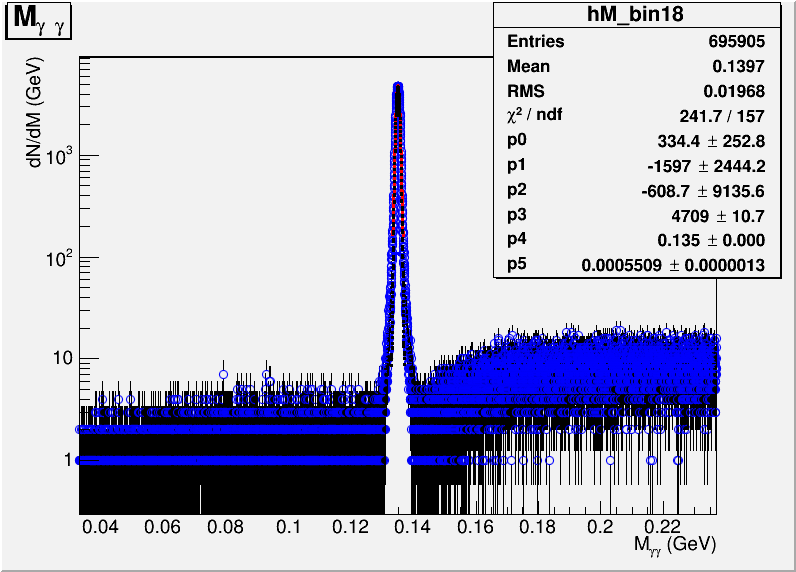 M γ γ
hM_bin18
Entries 695905
Mean 0.1397
RMS 0.01968
χ² / ndf 241.7 / 157
p0 334.4 ± 252.8
p1 -1597 ± 2444.2
p2 -608.7 ± 9135.6
p3 4709 ± 10.7
p4 0.135 ± 0.000
p5 0.0005509 ± 0.0000013
dN/dM (GeV)
10³
10²
10
1
0.04 0.06 0.08 0.1 0.12 0.14 0.16 0.18 0.2 0.22
Mγγ (GeV)